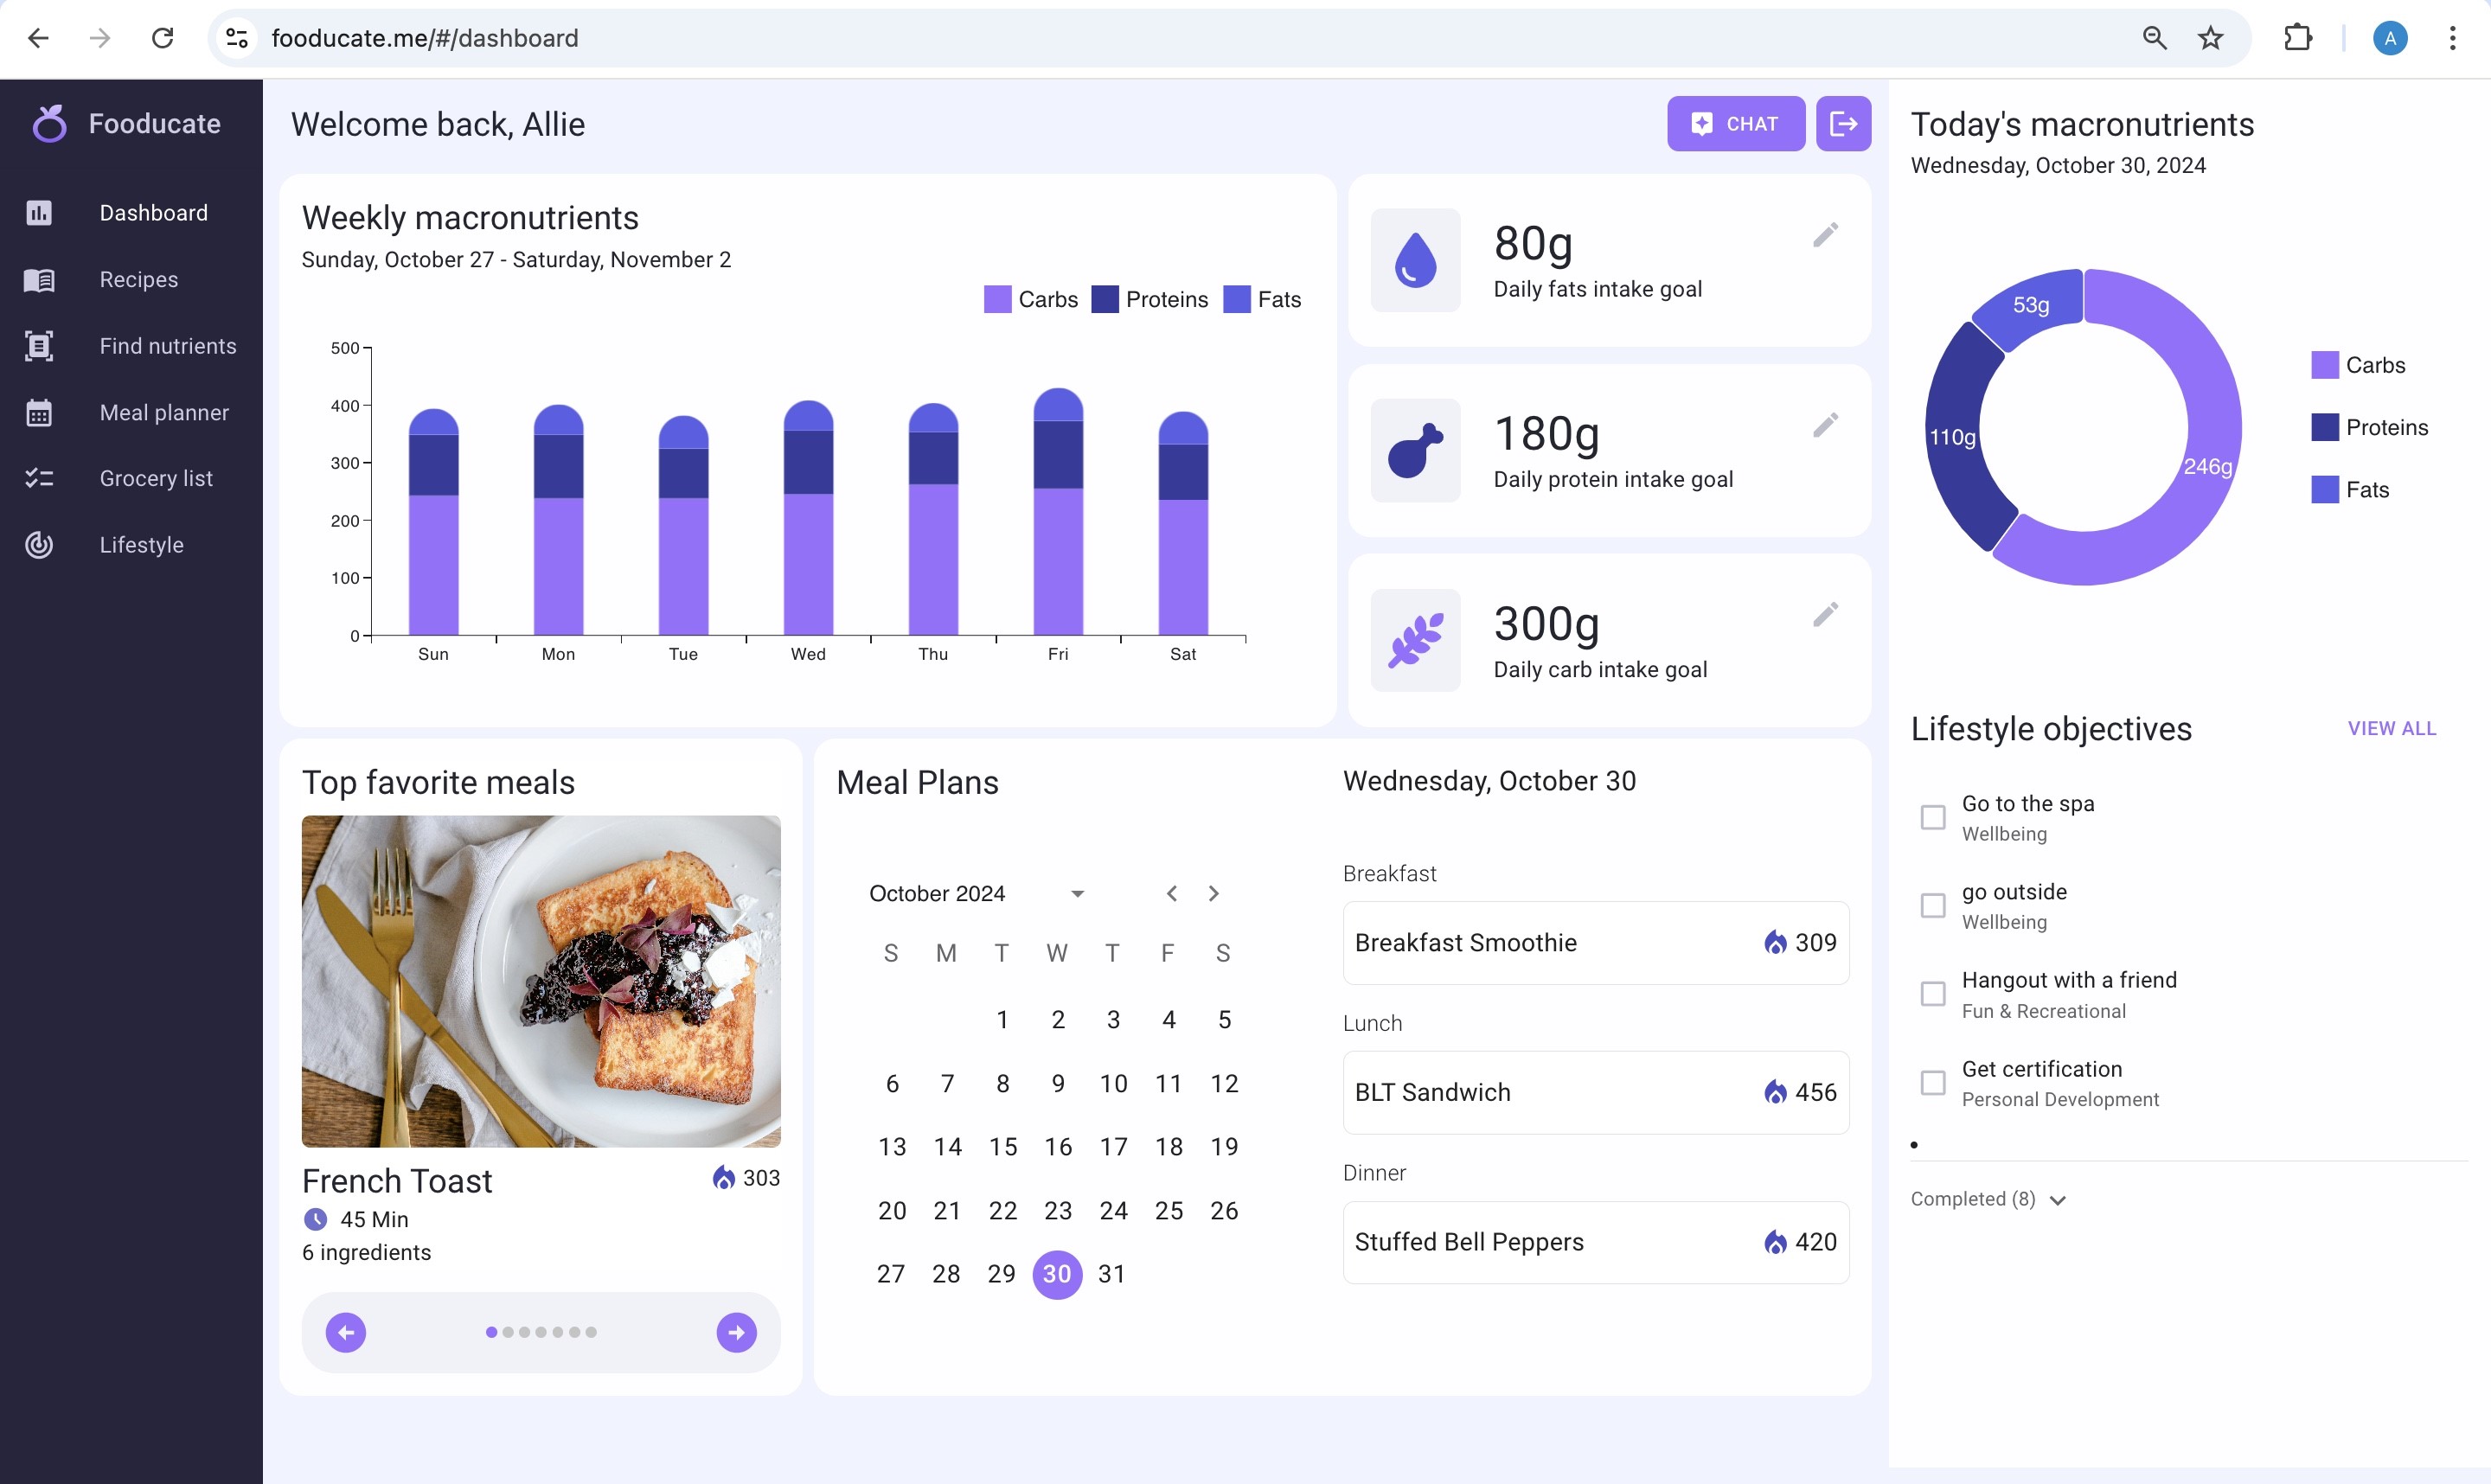 fooducate.me/#/dashboard
A
Fooducate
Dashboard
Recipes
Find nutrients
Meal planner
Grocery list
Lifestyle
Welcome back, Allie
CHAT
Weekly macronutrients
Sunday, October 27 - Saturday, November 2
Carbs Proteins Fats
500
400
300
200
100
0
Sun Mon Tue Wed Thu Fri Sat
80g
Daily fats intake goal
180g
Daily protein intake goal
300g
Daily carb intake goal
Top favorite meals
French Toast 303
45 Min
6 ingredients
Meal Plans
October 2024
S M T W T F S
1 2 3 4 5
6 7 8 9 10 11 12
13 14 15 16 17 18 19
20 21 22 23 24 25 26
27 28 29 30 31
Wednesday, October 30
Breakfast
Breakfast Smoothie 309
Lunch
BLT Sandwich 456
Dinner
Stuffed Bell Peppers 420
Today's macronutrients
Wednesday, October 30, 2024
53g
110g
246g
Carbs
Proteins
Fats
Lifestyle objectives VIEW ALL
Go to the spa
Wellbeing
go outside
Wellbeing
Hangout with a friend
Fun & Recreational
Get certification
Personal Development
•
Completed (8)